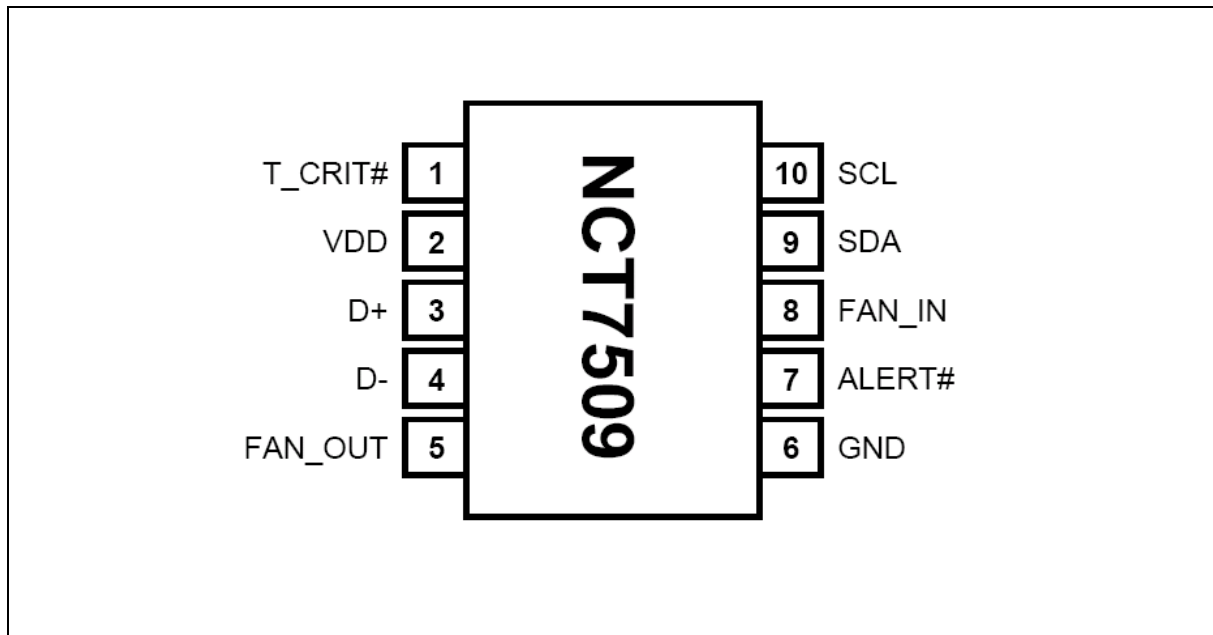 T_CRIT# 1 10 SCL
VDD 2 9 SDA
D+ 3 8 FAN_IN
D- 4 7 ALERT#
FAN_OUT 5 6 GND
NCT7509